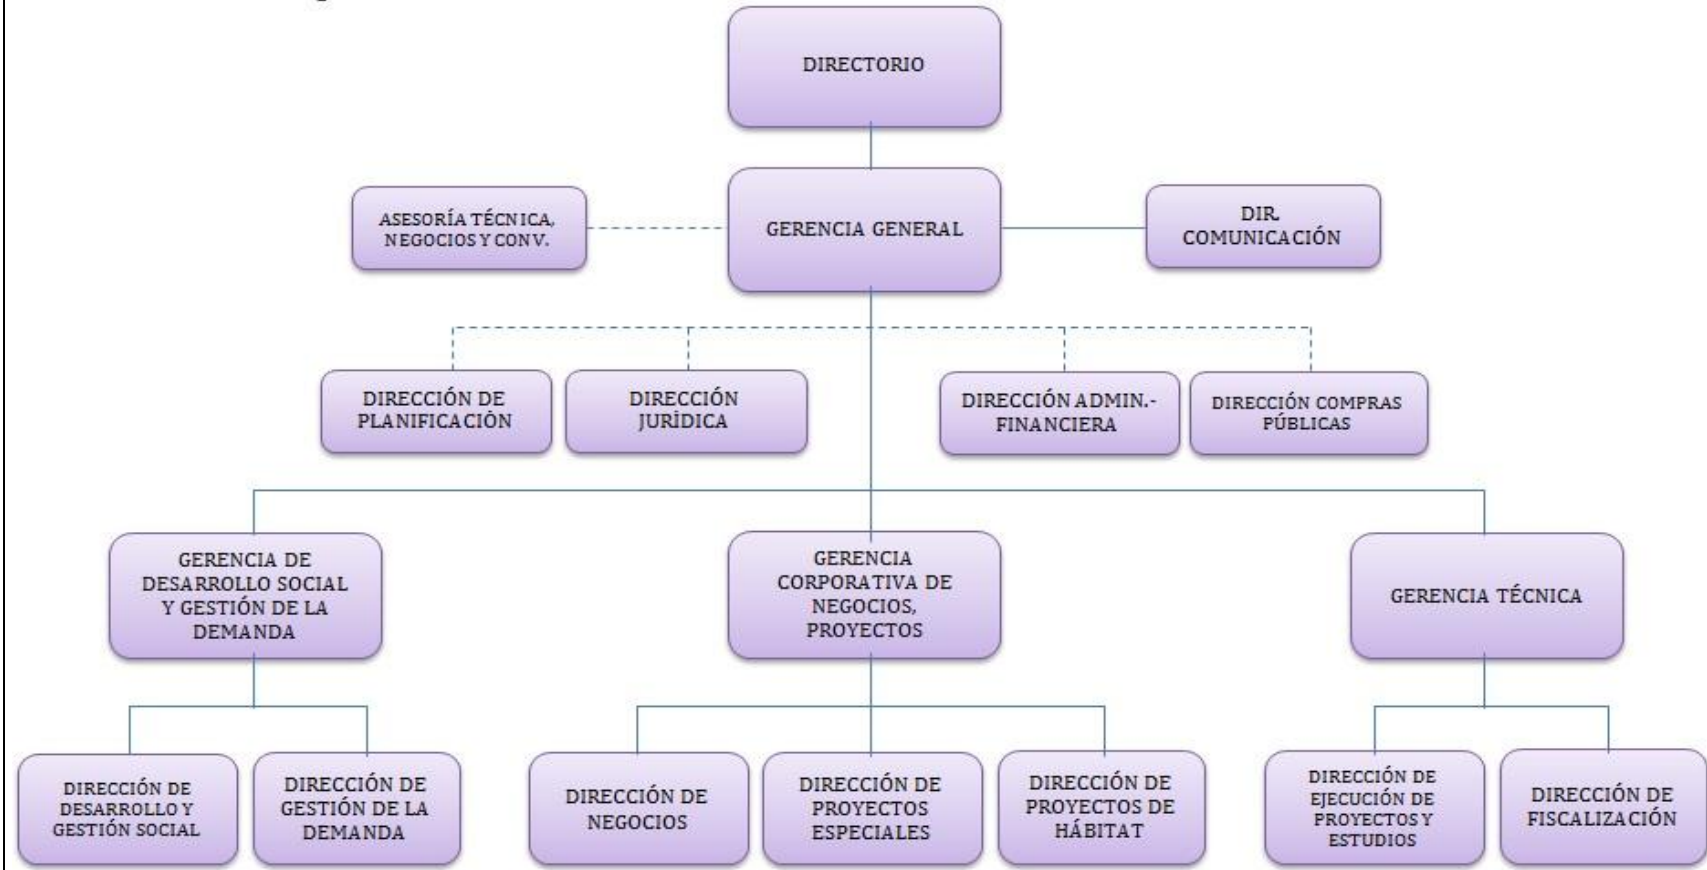 DIRECTORIO
ASESORÍA TÉCNICA,
NEGOCIOS Y CONV.
GERENCIA GENERAL
DIR.
COMUNICACIÓN
DIRECCIÓN DE
PLANIFICACIÓN
DIRECCIÓN
JURÍDICA
DIRECCIÓN ADMIN.-
FINANCIERA
DIRECCIÓN COMPRAS
PÚBLICAS
GERENCIA DE
DESARROLLO SOCIAL
Y GESTIÓN DE LA
DEMANDA
GERENCIA
CORPORATIVA DE
NEGOCIOS,
PROYECTOS
GERENCIA TÉCNICA
DIRECCIÓN DE
DESARROLLO Y
GESTIÓN SOCIAL
DIRECCIÓN DE
GESTIÓN DE LA
DEMANDA
DIRECCIÓN DE
NEGOCIOS
DIRECCIÓN DE
PROYECTOS
ESPECIALES
DIRECCIÓN DE
PROYECTOS DE
HÁBITAT
DIRECCIÓN DE
EJECUCIÓN DE
PROYECTOS Y
ESTUDIOS
DIRECCIÓN DE
FISCALIZACIÓN